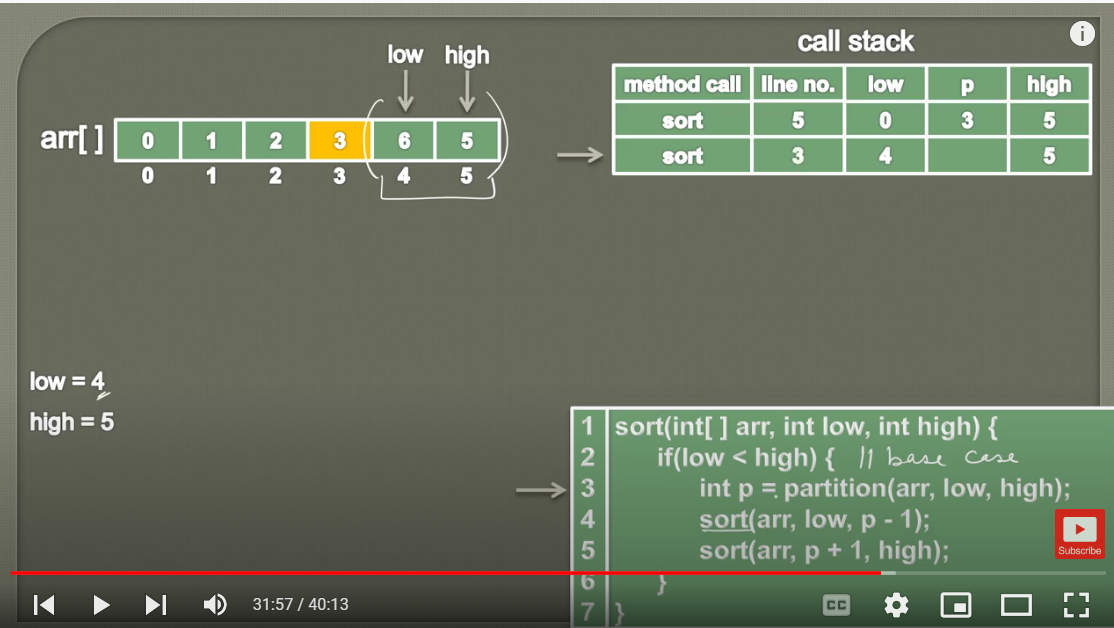 call stack
low high
method call line no. low p high
arr[ ] 0 1 2 3 6 5
sort 5 0 3 5
sort 3 4 5
0 1 2 3 4 5
low = 4
high = 5
1 sort(int[ ] arr, int low, int high) {
2 if(low < high) { // base case
3 int p = partition(arr, low, high);
4 sort(arr, low, p - 1);
5 sort(arr, p + 1, high);
6 }
7 }
Subscribe
31:57 / 40:13
CC